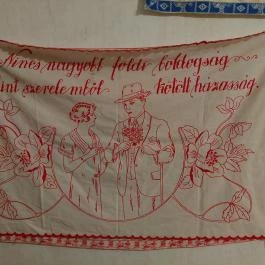 Nincs nagyobb földi boldogság
mint szerelemből kötött házasság.